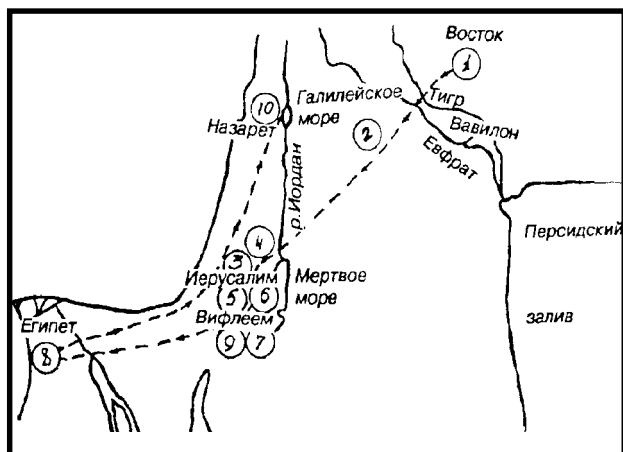 Восток
1
10
Галилейское
море
Тигр
Назарет
2
Вавилон
Евфрат
р.Иордан
Персидский
4
3
Иерусалим
Мертвое
море
5
6
залив
Египет
Вифлеем
8
9
7